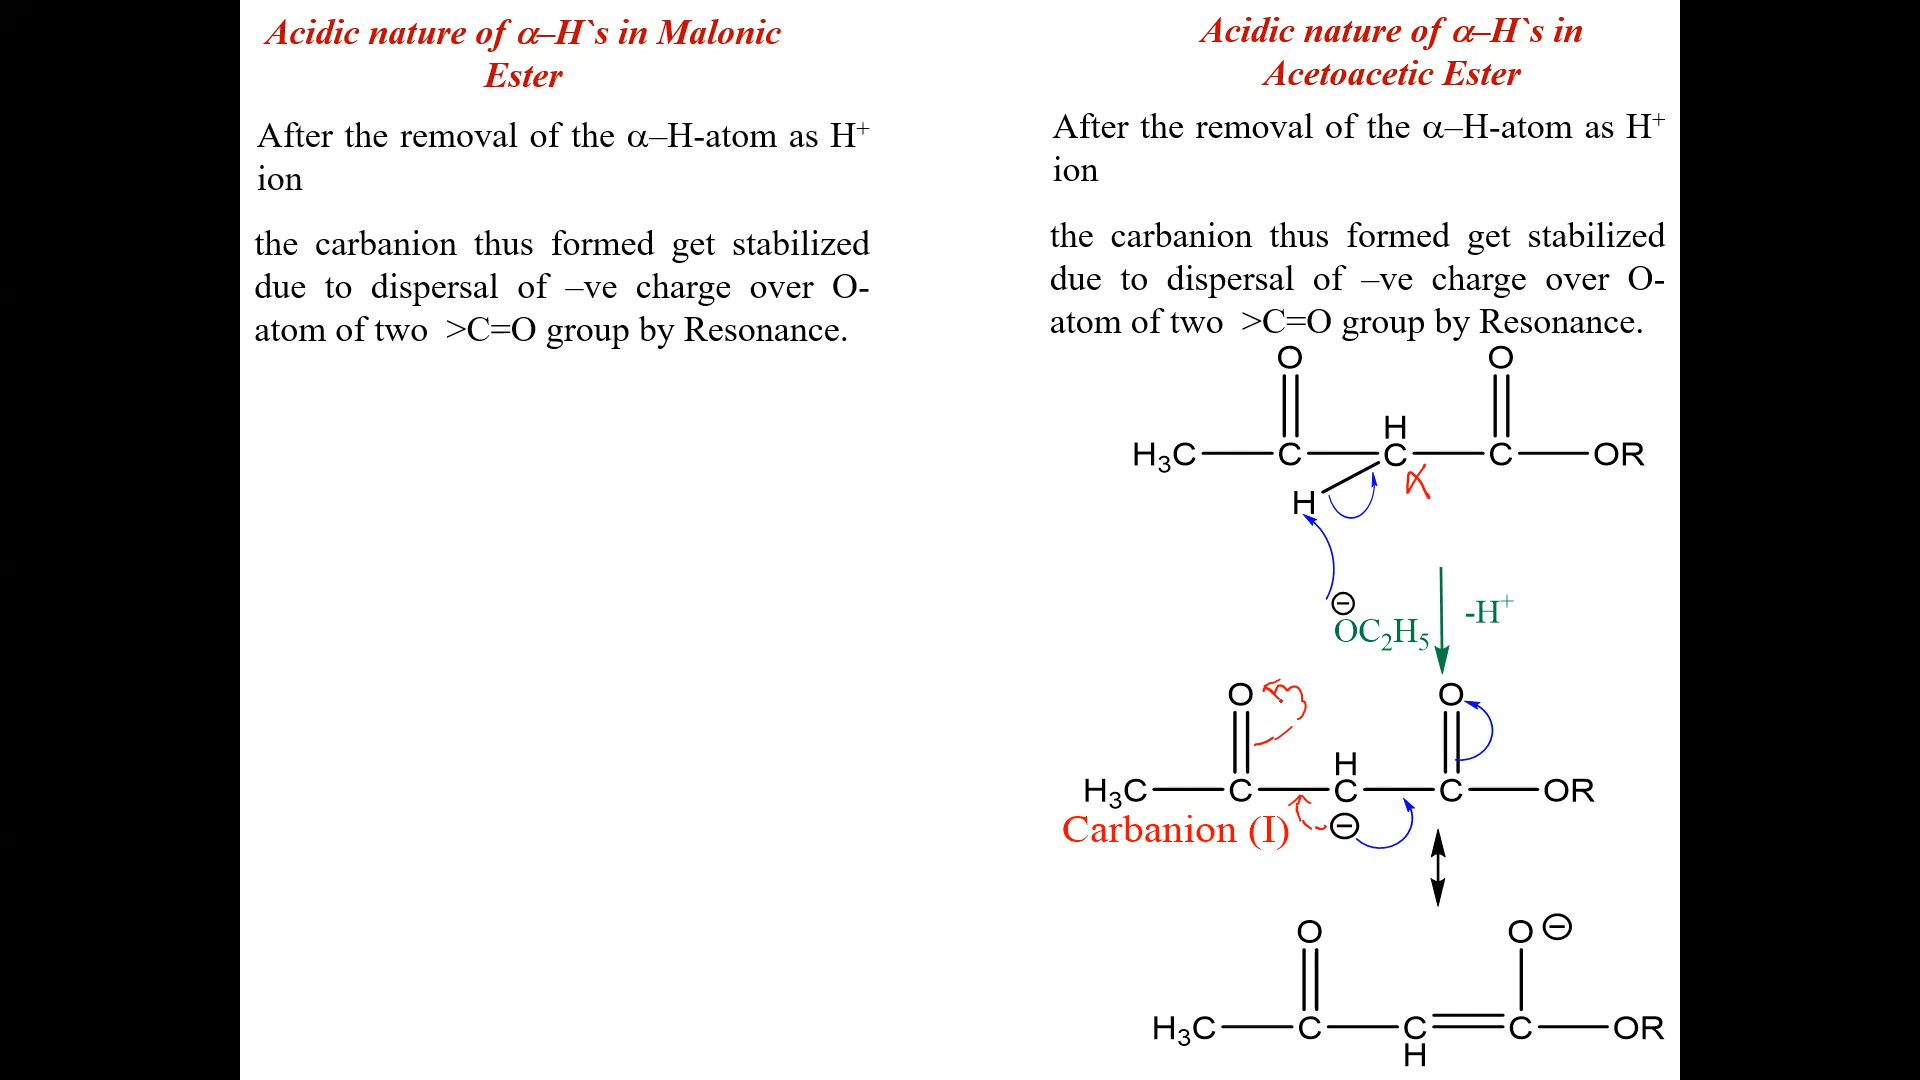 Acidic nature of α–H`s in Malonic
Ester
After the removal of the α–H-atom as H⁺
ion
the carbanion thus formed get stabilized
due to dispersal of –ve charge over O-
atom of two >C=O group by Resonance.
Acidic nature of α–H`s in
Acetoacetic Ester
After the removal of the α–H-atom as H⁺
ion
the carbanion thus formed get stabilized
due to dispersal of –ve charge over O-
atom of two >C=O group by Resonance.
O O
H
H₃C C C C OR
α
H
⊖
OC₂H₅
-H⁺
O O
H
H₃C C C C OR
Carbanion (I) ⊖
O O ⊖
H₃C C C C OR
H